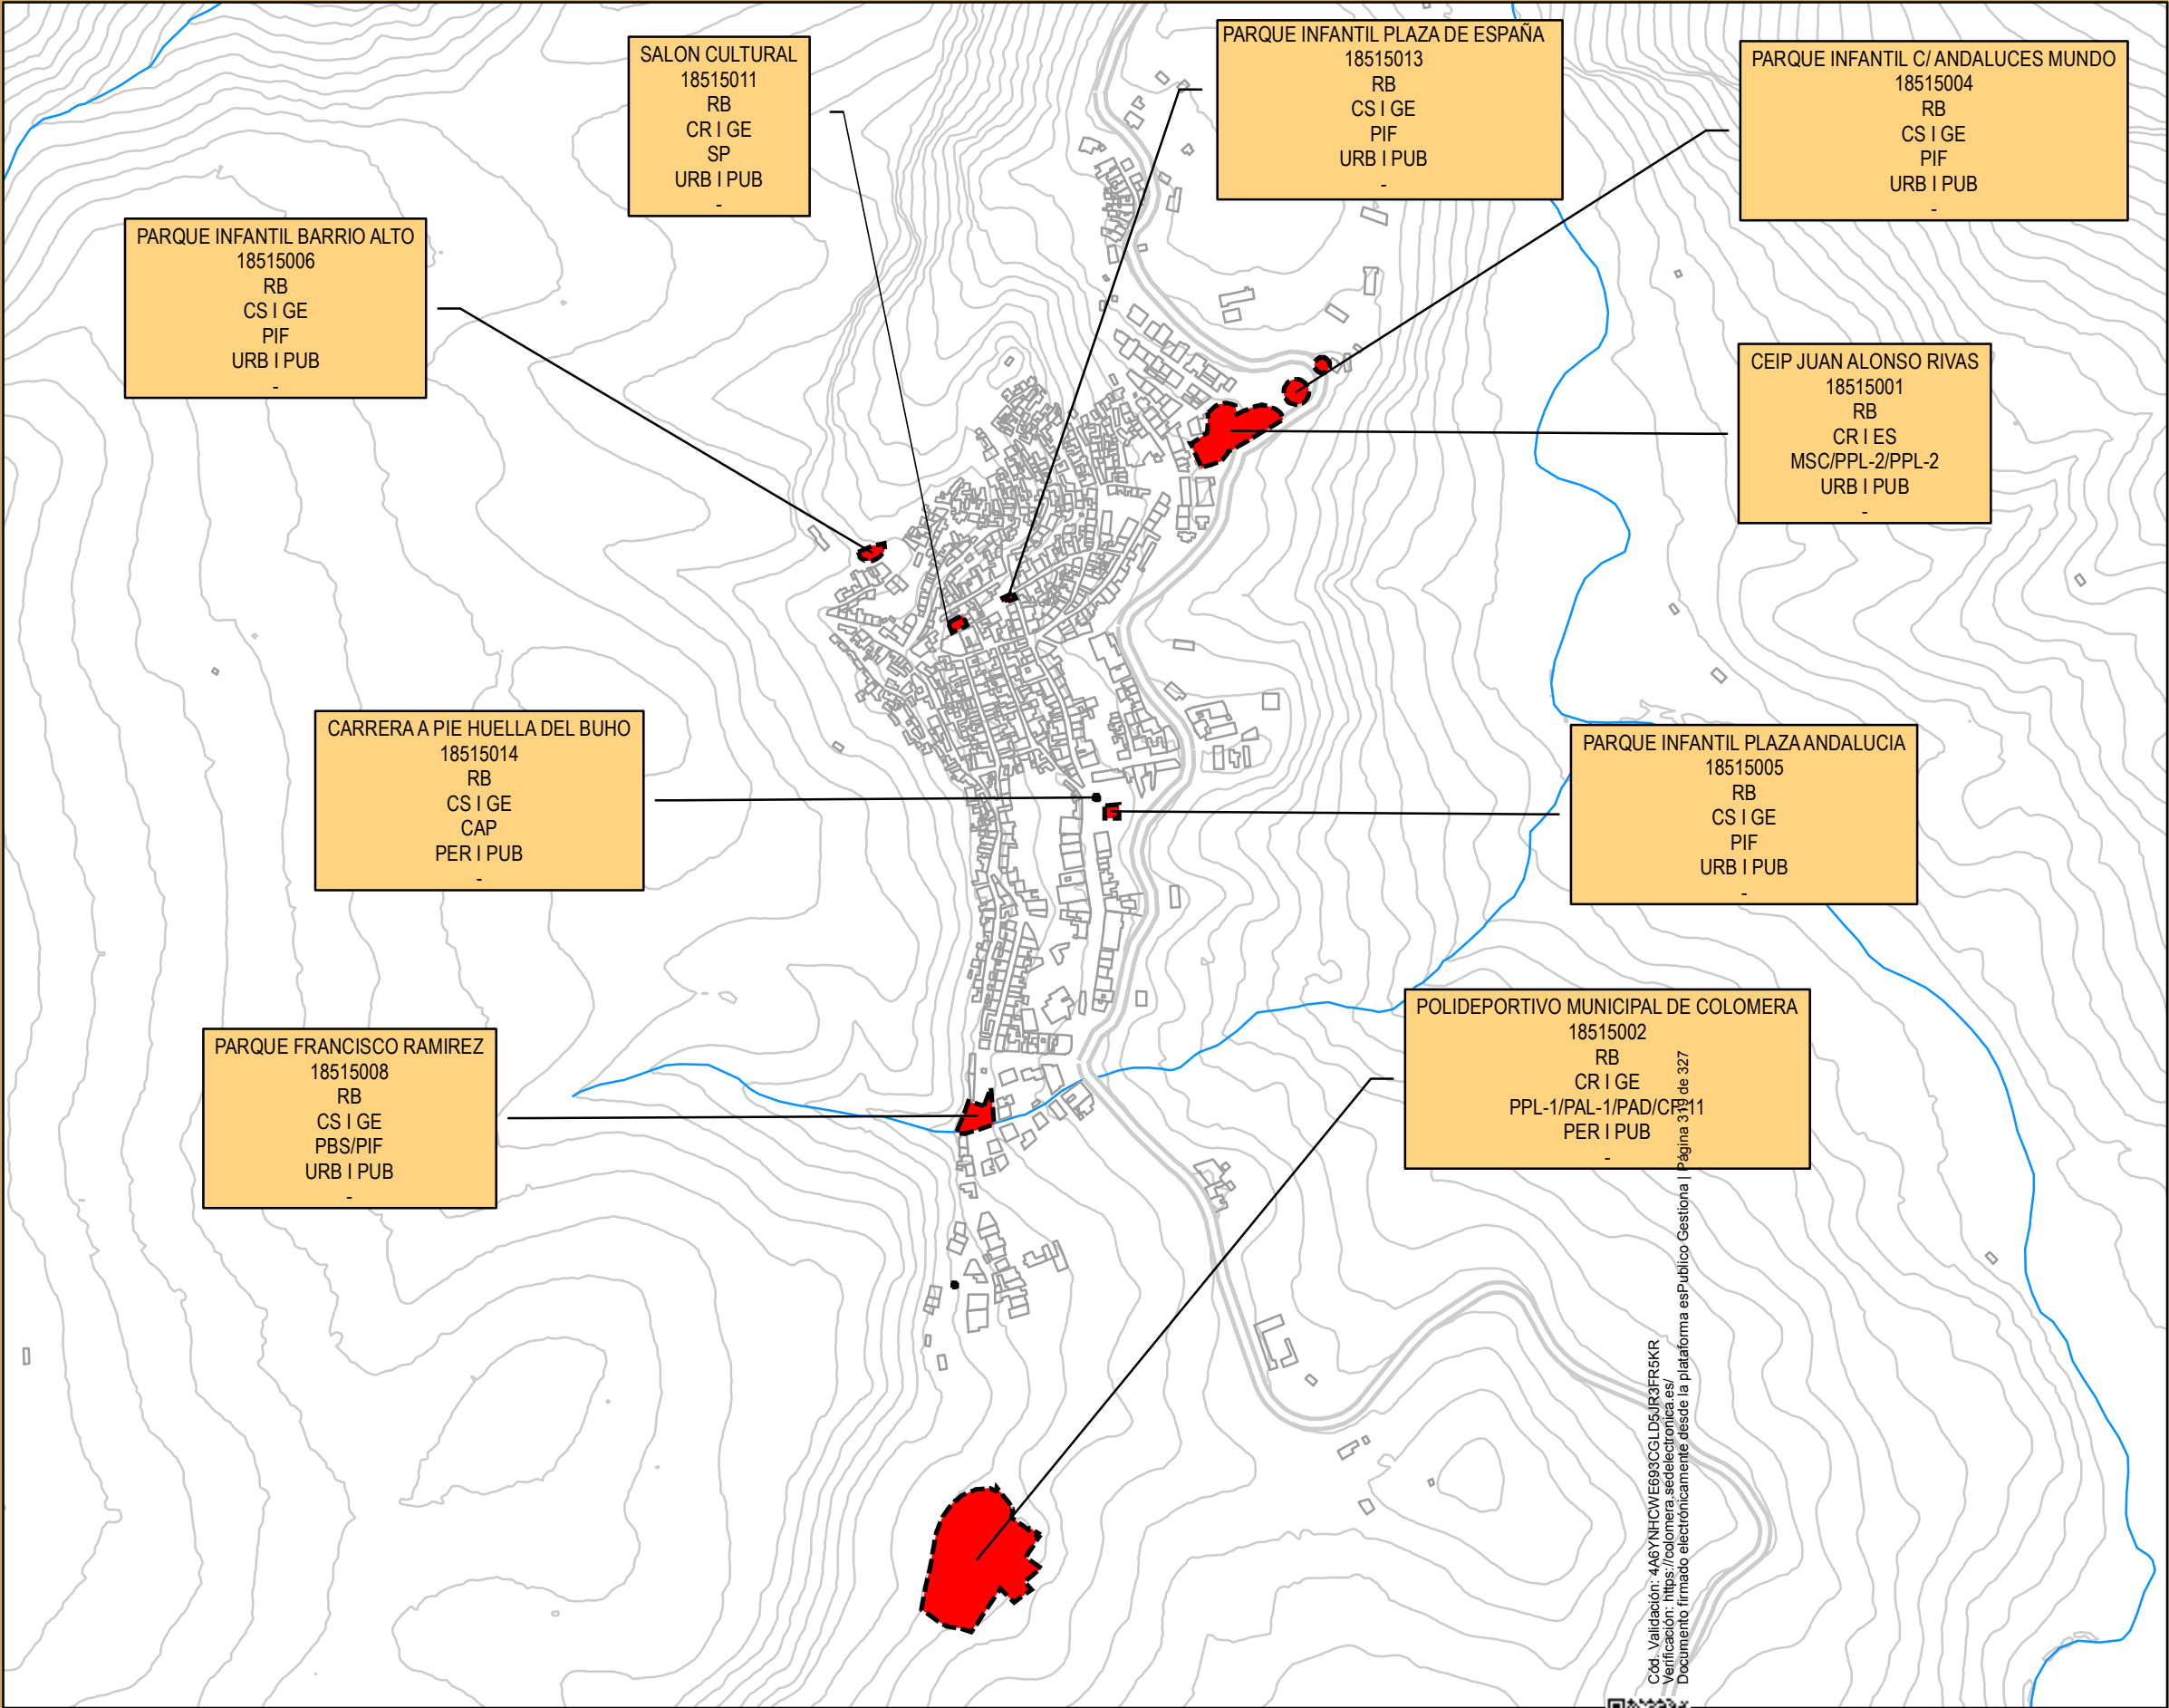 SALON CULTURAL
18515011
RB
CR I GE
SP
URB I PUB
-
PARQUE INFANTIL PLAZA DE ESPAÑA
18515013
RB
CS I GE
PIF
URB I PUB
-
PARQUE INFANTIL C/ ANDALUCES MUNDO
18515004
RB
CS I GE
PIF
URB I PUB
-
PARQUE INFANTIL BARRIO ALTO
18515006
RB
CS I GE
PIF
URB I PUB
-
CEIP JUAN ALONSO RIVAS
18515001
RB
CR I ES
MSC/PPL-2/PPL-2
URB I PUB
-
CARRERA A PIE HUELLA DEL BUHO
18515014
RB
CS I GE
CAP
PER I PUB
-
PARQUE INFANTIL PLAZA ANDALUCIA
18515005
RB
CS I GE
PIF
URB I PUB
-
PARQUE FRANCISCO RAMIREZ
18515008
RB
CS I GE
PBS/PIF
URB I PUB
-
POLIDEPORTIVO MUNICIPAL DE COLOMERA
18515002
RB
CR I GE
PPL-1/PAL-1/PAD/CF-11
PER I PUB
-
Cód. Validación: 4A6YNHCWE693CGLD5JR3FR5KR
Verificación: https://colomera.sedelectronica.es/
Documento firmado electrónicamente desde la plataforma esPublico Gestiona | Página 319 de 327